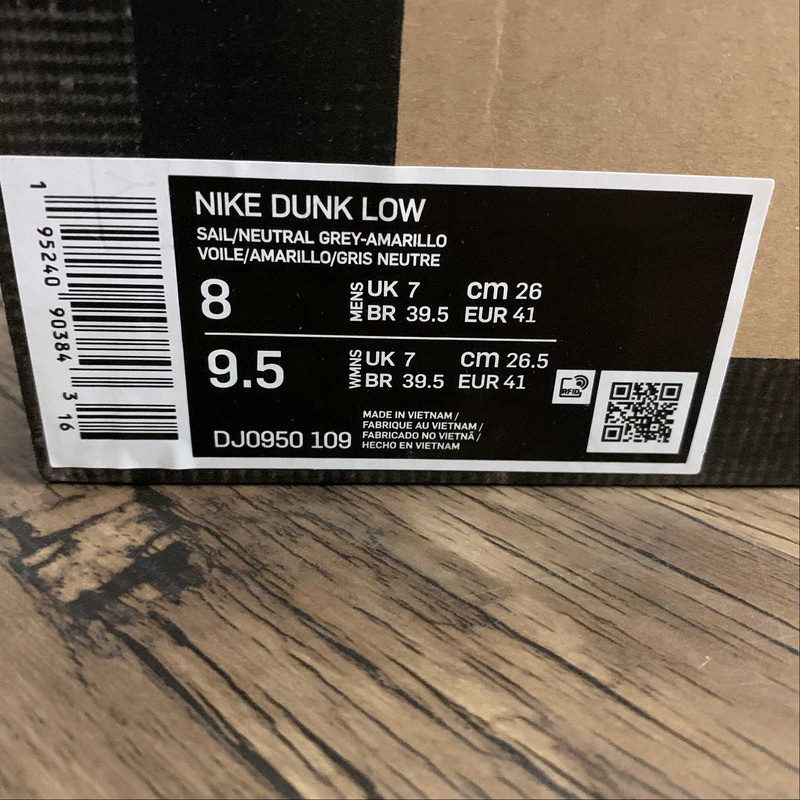 NIKE DUNK LOW
SAIL/NEUTRAL GREY-AMARILLO
VOILE/AMARILLO/GRIS NEUTRE
8 MENS UK 7 cm 26
BR 39.5 EUR 41
9.5 WMNS UK 7 cm 26.5
BR 39.5 EUR 41
RFID
DJ0950 109
MADE IN VIETNAM /
FABRIQUE AU VIETNAM /
FABRICADO NO VIETNÃ /
HECHO EN VIETNAM
1 95240 90384 3 16